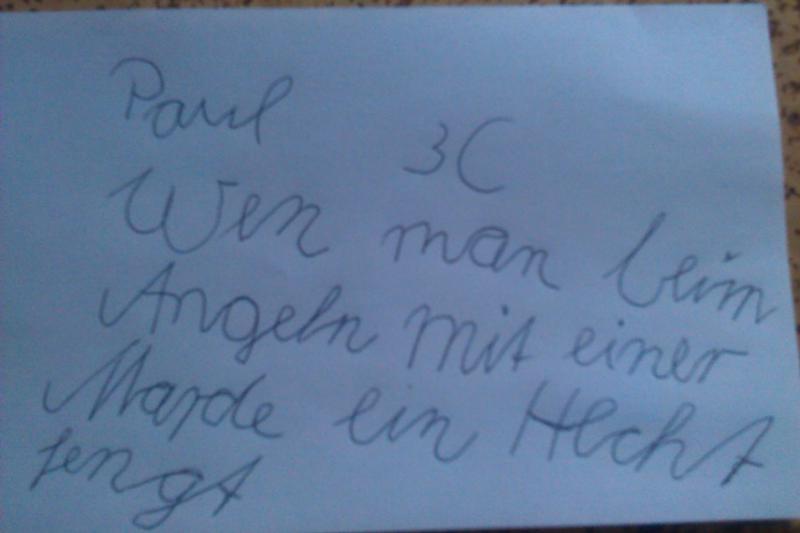 Paul 3C
Wen man beim
Angeln mit einer
Marde ein Hecht
fengt